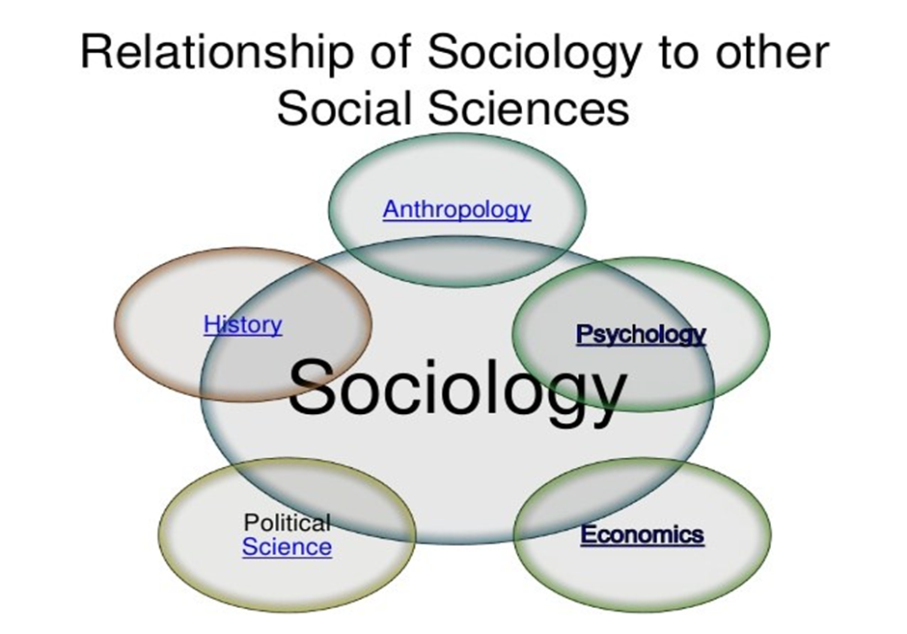 Relationship of Sociology to other
Social Sciences
Anthropology
History
Psychology
Sociology
Political
Science
Economics